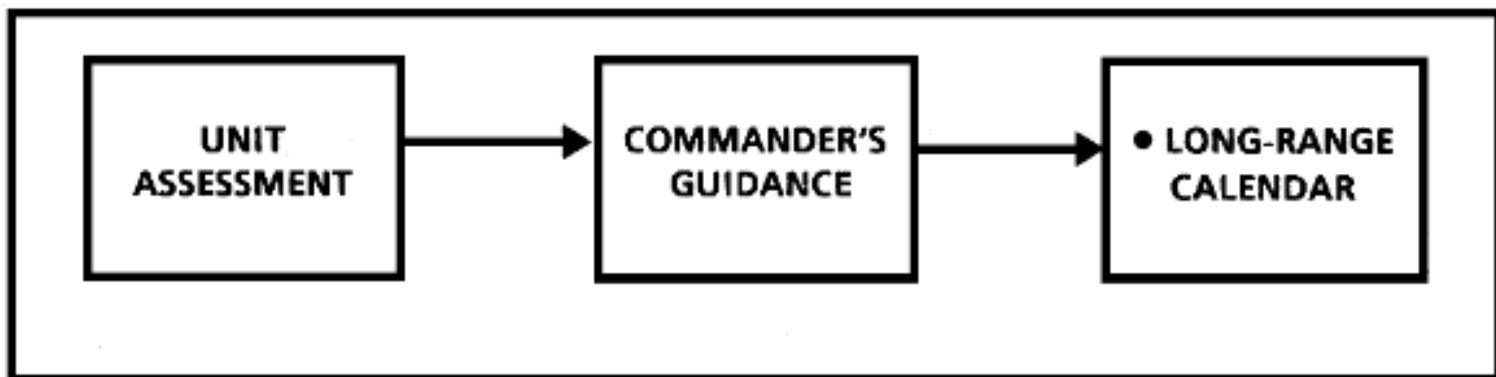 UNIT
ASSESSMENT
COMMANDER'S
GUIDANCE
• LONG-RANGE
CALENDAR